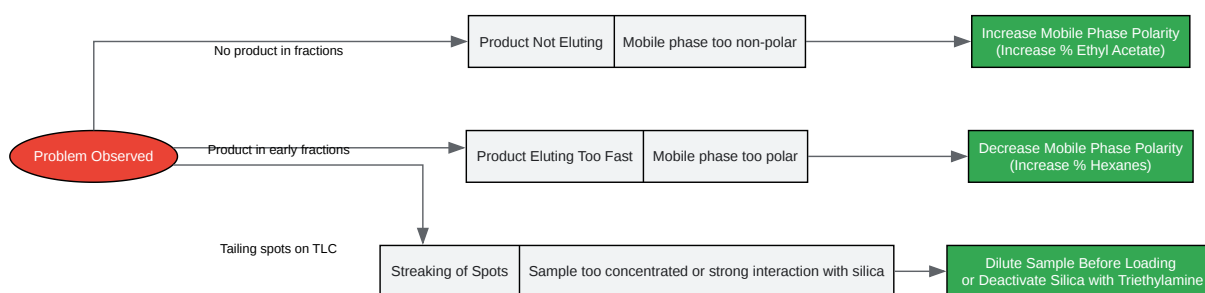 No product in fractions
Product Not Eluting
Mobile phase too non-polar
Increase Mobile Phase Polarity
(Increase % Ethyl Acetate)
Problem Observed
Product in early fractions
Product Eluting Too Fast
Mobile phase too polar
Decrease Mobile Phase Polarity
(Increase % Hexanes)
Tailing spots on TLC
Streaking of Spots
Sample too concentrated or strong interaction with silica
Dilute Sample Before Loading
or Deactivate Silica with Triethylamine